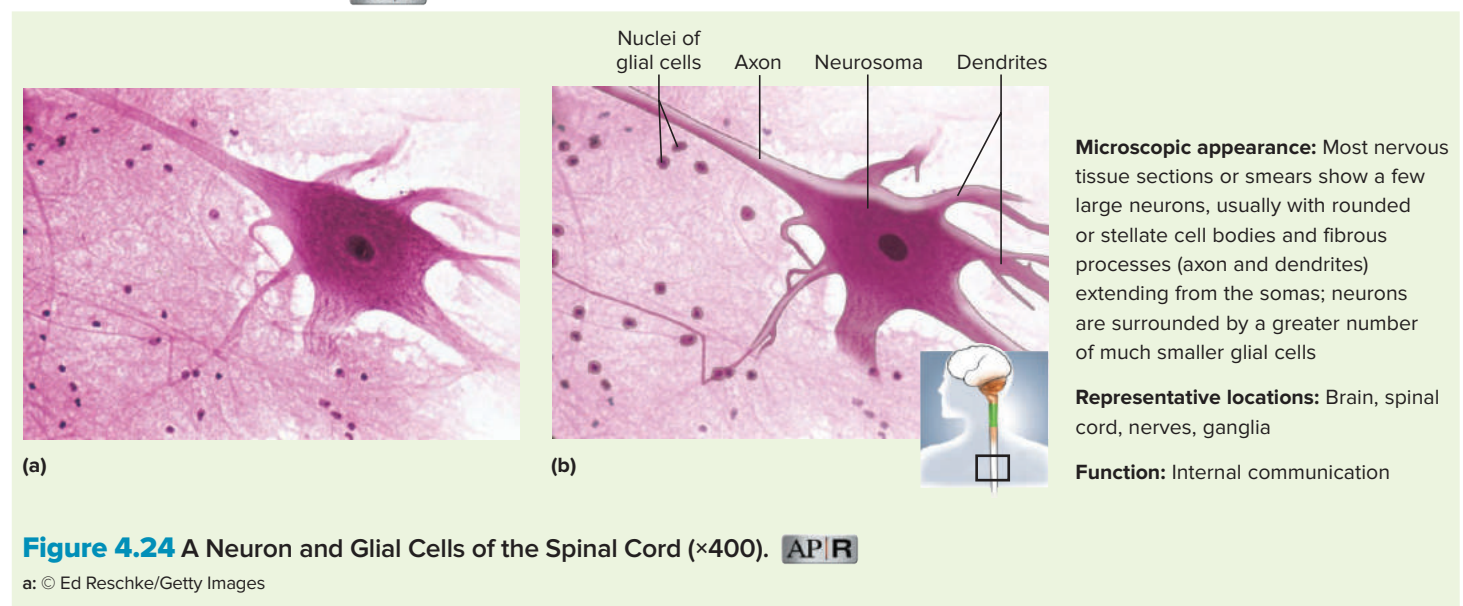 Nuclei of
glial cells
Axon
Neurosoma
Dendrites
Microscopic appearance: Most nervous
tissue sections or smears show a few
large neurons, usually with rounded
or stellate cell bodies and fibrous
processes (axon and dendrites)
extending from the somas; neurons
are surrounded by a greater number
of much smaller glial cells
Representative locations: Brain, spinal
cord, nerves, ganglia
Function: Internal communication
(a)
(b)
Figure 4.24 A Neuron and Glial Cells of the Spinal Cord (×400). AP|R
a: © Ed Reschke/Getty Images